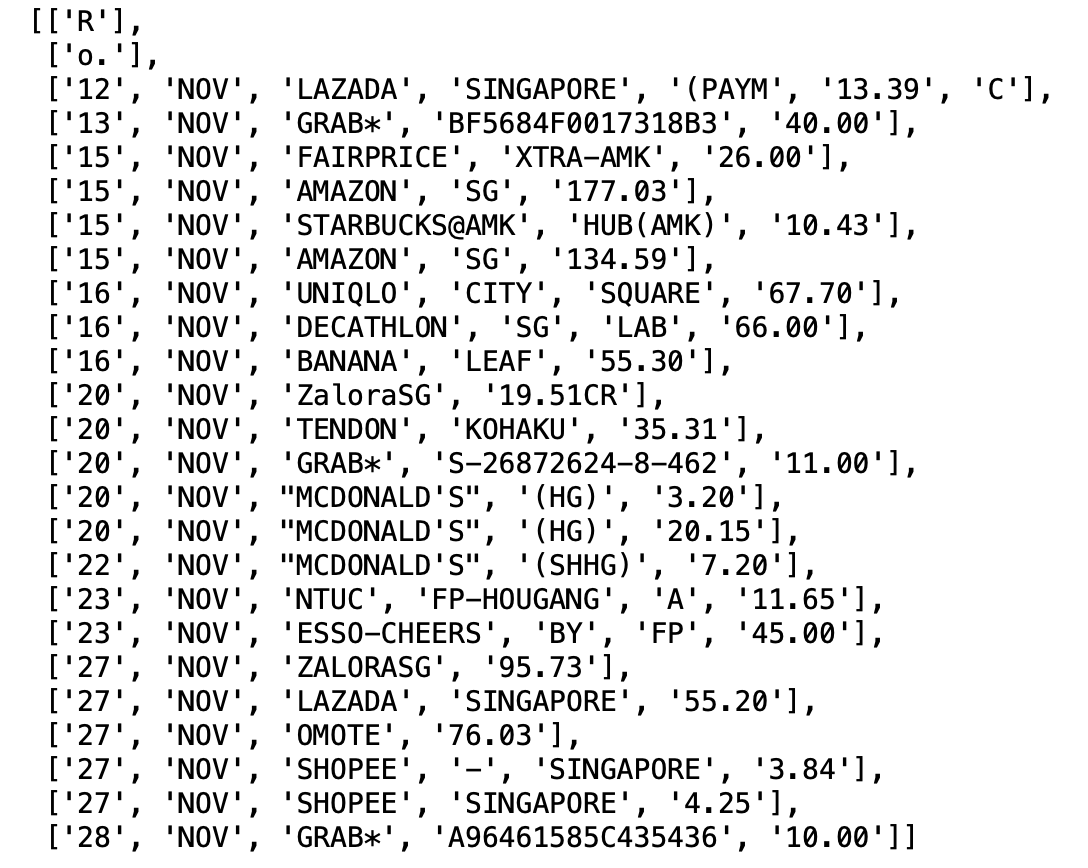 [['R'],
['o.'],
['12', 'NOV', 'LAZADA', 'SINGAPORE', '(PAYM', '13.39', 'C'],
['13', 'NOV', 'GRAB*', 'BF5684F0017318B3', '40.00'],
['15', 'NOV', 'FAIRPRICE', 'XTRA-AMK', '26.00'],
['15', 'NOV', 'AMAZON', 'SG', '177.03'],
['15', 'NOV', 'STARBUCKS@AMK', 'HUB(AMK)', '10.43'],
['15', 'NOV', 'AMAZON', 'SG', '134.59'],
['16', 'NOV', 'UNIQLO', 'CITY', 'SQUARE', '67.70'],
['16', 'NOV', 'DECATHLON', 'SG', 'LAB', '66.00'],
['16', 'NOV', 'BANANA', 'LEAF', '55.30'],
['20', 'NOV', 'ZaloraSG', '19.51CR'],
['20', 'NOV', 'TENDON', 'KOHAKU', '35.31'],
['20', 'NOV', 'GRAB*', 'S-26872624-8-462', '11.00'],
['20', 'NOV', "MCDONALD'S", '(HG)', '3.20'],
['20', 'NOV', "MCDONALD'S", '(HG)', '20.15'],
['22', 'NOV', "MCDONALD'S", '(SHHG)', '7.20'],
['23', 'NOV', 'NTUC', 'FP-HOUGANG', 'A', '11.65'],
['23', 'NOV', 'ESSO-CHEERS', 'BY', 'FP', '45.00'],
['27', 'NOV', 'ZALORASG', '95.73'],
['27', 'NOV', 'LAZADA', 'SINGAPORE', '55.20'],
['27', 'NOV', 'OMOTE', '76.03'],
['27', 'NOV', 'SHOPEE', '-', 'SINGAPORE', '3.84'],
['27', 'NOV', 'SHOPEE', 'SINGAPORE', '4.25'],
['28', 'NOV', 'GRAB*', 'A96461585C435436', '10.00']]